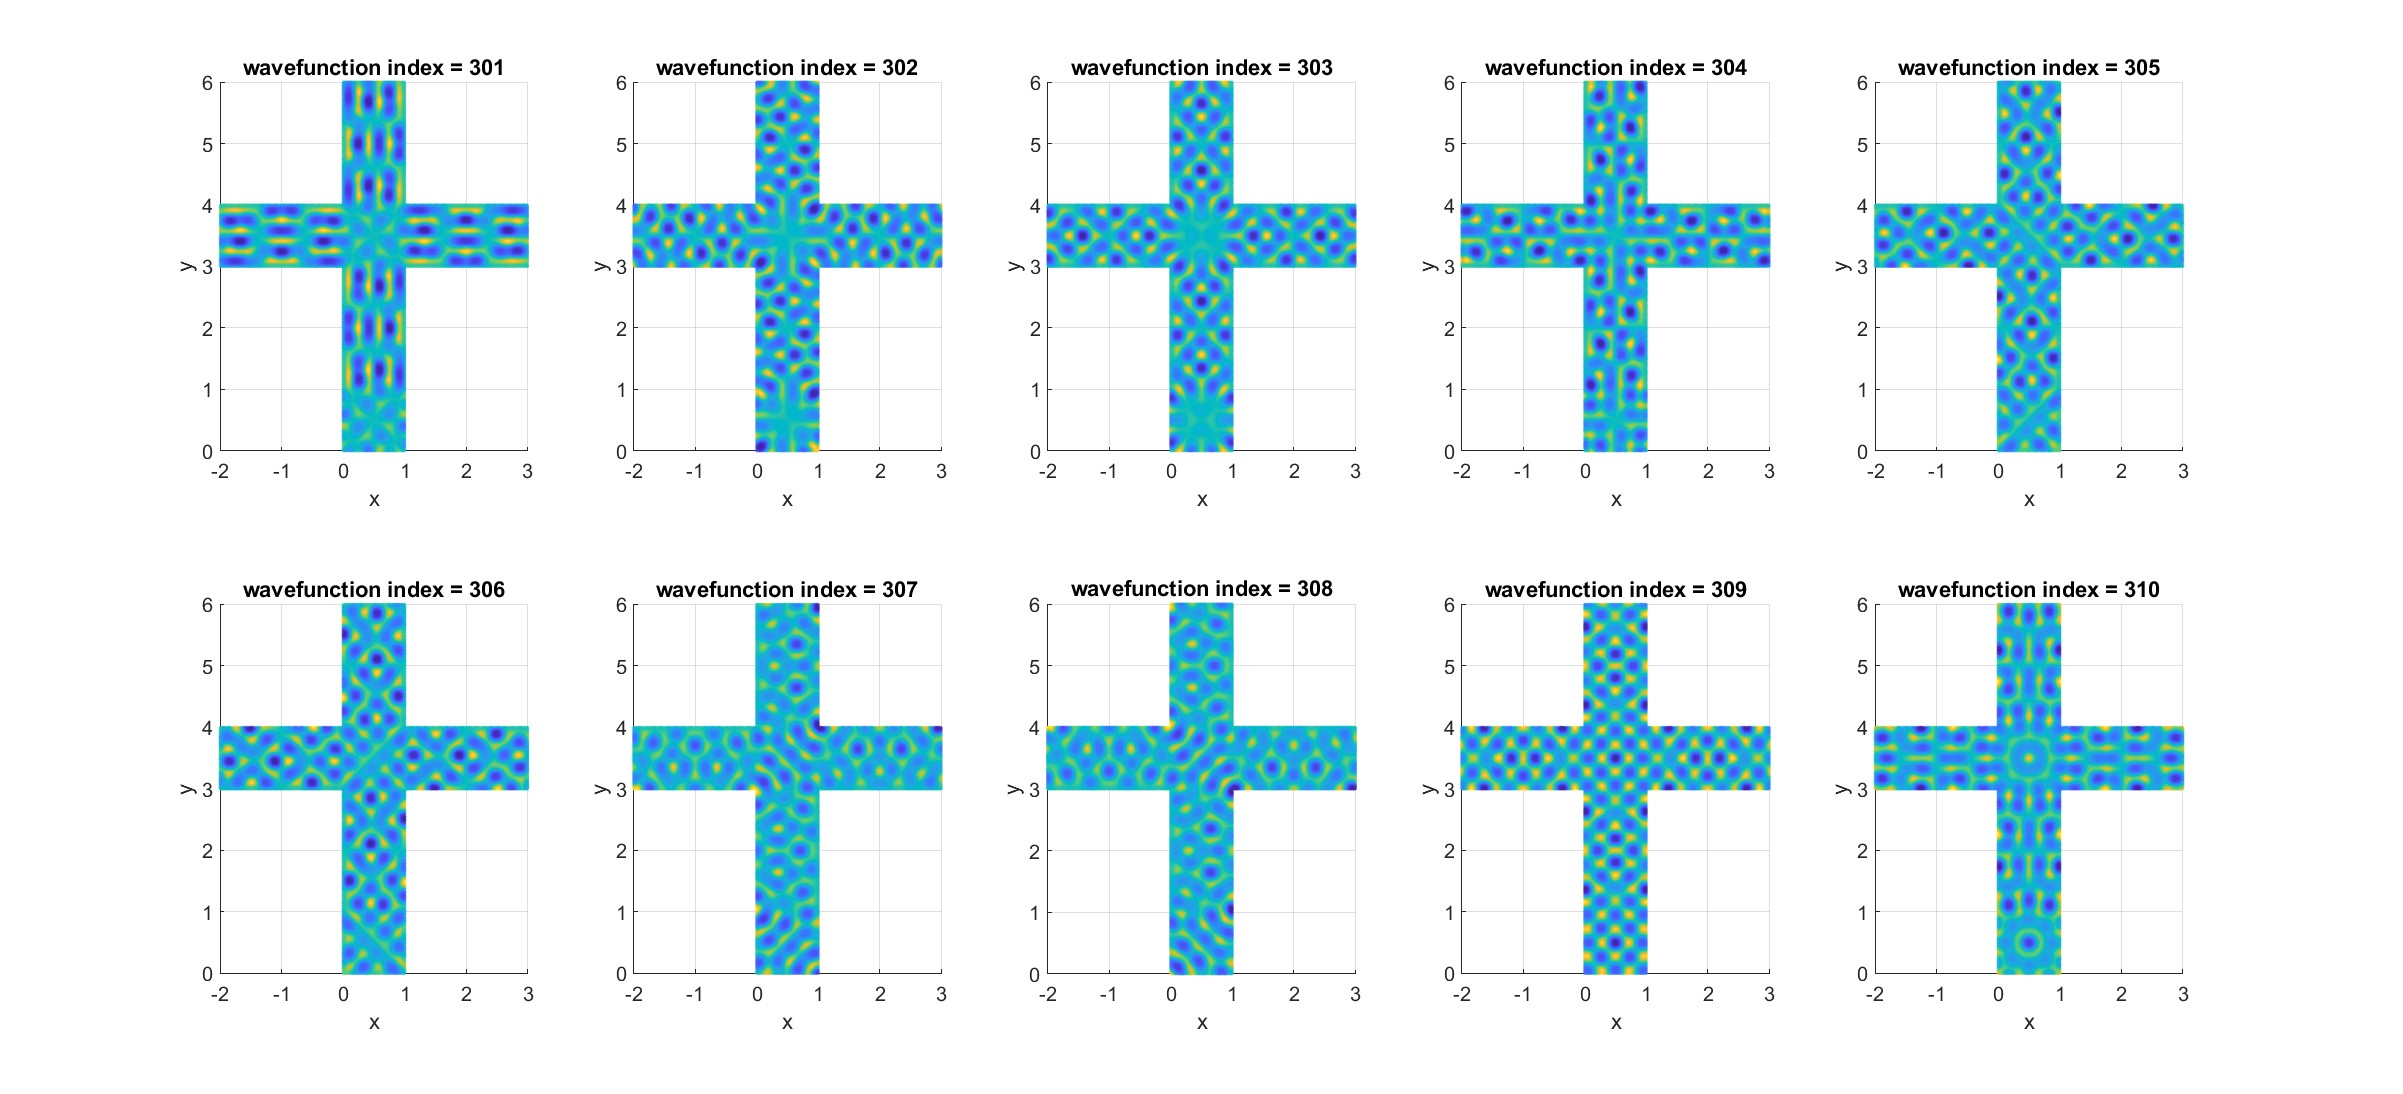 wavefunction index = 301
wavefunction index = 302
wavefunction index = 303
wavefunction index = 304
wavefunction index = 305
6
5
4
3
2
1
0
y
-2 -1 0 1 2 3
x
6
5
4
3
2
1
0
y
-2 -1 0 1 2 3
x
6
5
4
3
2
1
0
y
-2 -1 0 1 2 3
x
6
5
4
3
2
1
0
y
-2 -1 0 1 2 3
x
6
5
4
3
2
1
0
y
-2 -1 0 1 2 3
x
wavefunction index = 306
wavefunction index = 307
wavefunction index = 308
wavefunction index = 309
wavefunction index = 310
6
5
4
3
2
1
0
y
-2 -1 0 1 2 3
x
6
5
4
3
2
1
0
y
-2 -1 0 1 2 3
x
6
5
4
3
2
1
0
y
-2 -1 0 1 2 3
x
6
5
4
3
2
1
0
y
-2 -1 0 1 2 3
x
6
5
4
3
2
1
0
y
-2 -1 0 1 2 3
x